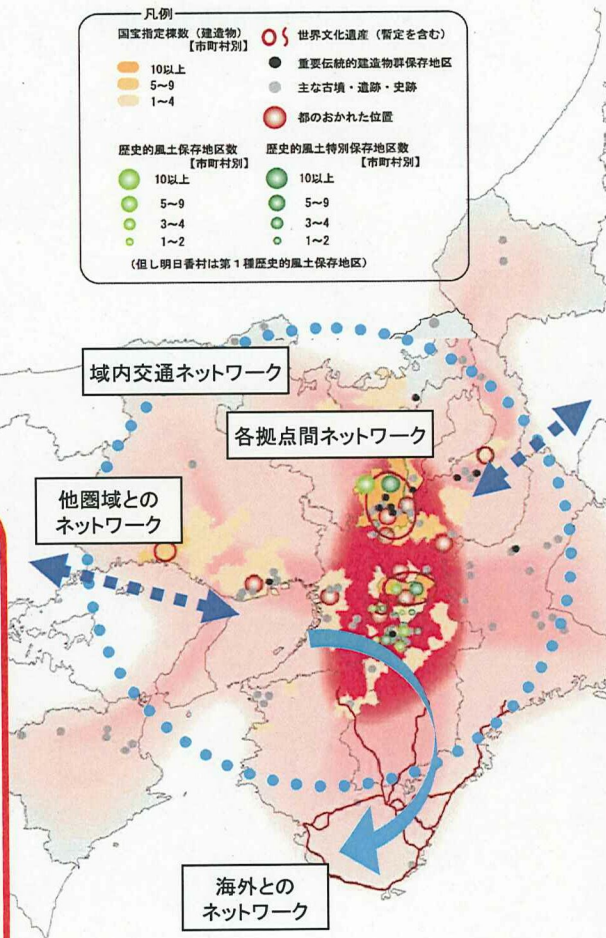 凡例
国宝指定棟数（建造物）
【市町村別】
10以上
5～9
1～4
世界文化遺産（暫定を含む）
重要伝統的建造物群保存地区
主な古墳・遺跡・史跡
都のおかれた位置
歴史的風土保存地区数
【市町村別】
10以上
5～9
3～4
1～2
歴史的風土特別保存地区数
【市町村別】
10以上
5～9
3～4
1～2
（但し明日香村は第１種歴史的風土保存地区）
域内交通ネットワーク
各拠点間ネットワーク
他圏域との
ネットワーク
海外との
ネットワーク